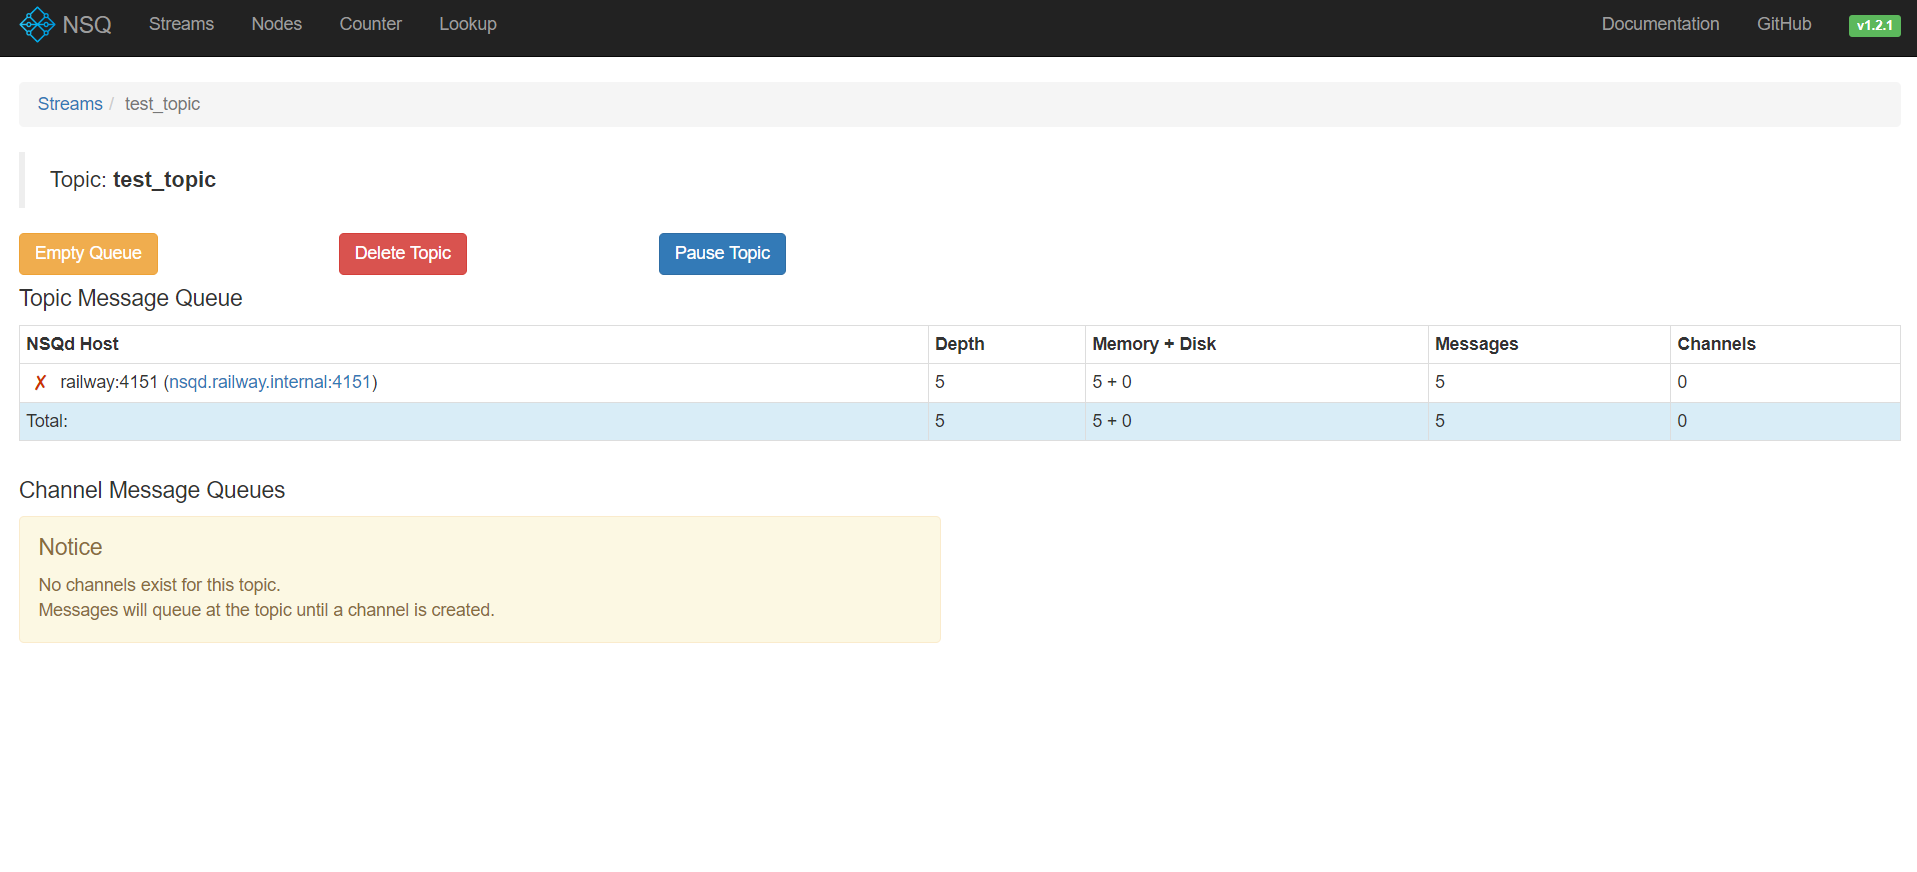 NSQ Streams Nodes Counter Lookup Documentation GitHub v1.2.1
Streams / test_topic
Topic: test_topic
Empty Queue Delete Topic Pause Topic
Topic Message Queue
NSQd Host Depth Memory + Disk Messages Channels
✗ railway:4151 (nsqd.railway.internal:4151) 5 5 + 0 5 0
Total: 5 5 + 0 5 0
Channel Message Queues
Notice
No channels exist for this topic.
Messages will queue at the topic until a channel is created.